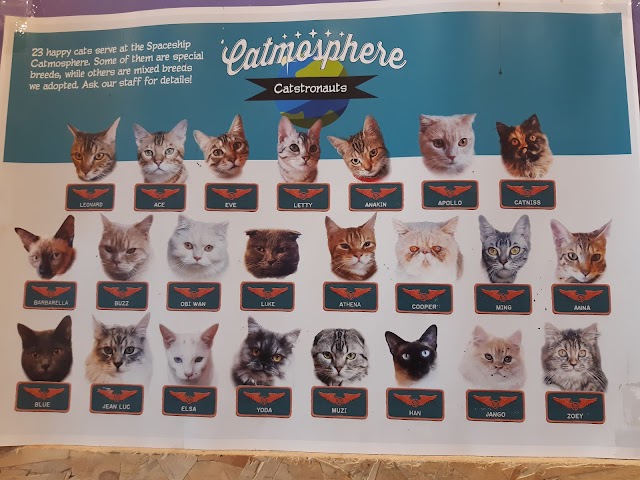 23 happy cats serve at the Spaceship
Catmosphere. Some of them are special
breeds, while others are mixed breeds
we adopted. Ask our staff for details!
Catmosphere
Catstronauts
LEONARD ACE EVE LETTY ANAKIN APOLLO CATNISS
BARBARELLA BUZZ OBI WAN LUKE ATHENA COOPER MING ANNA
BLUE JEAN LUC ELSA YODA MUZI HAN JANGO ZOEY